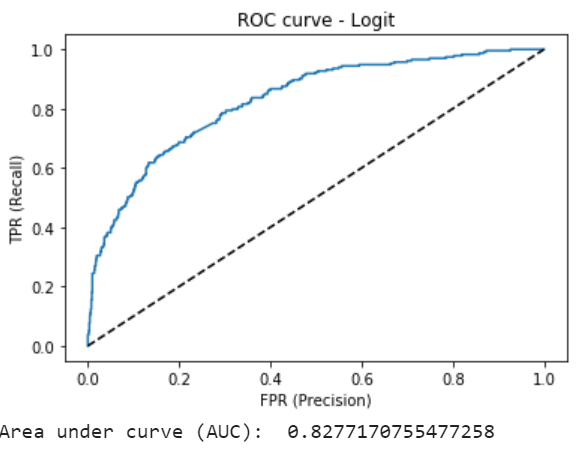 ROC curve - Logit
1.0
0.8
0.6
0.4
0.2
0.0
TPR (Recall)
0.0 0.2 0.4 0.6 0.8 1.0
FPR (Precision)
Area under curve (AUC): 0.8277170755477258